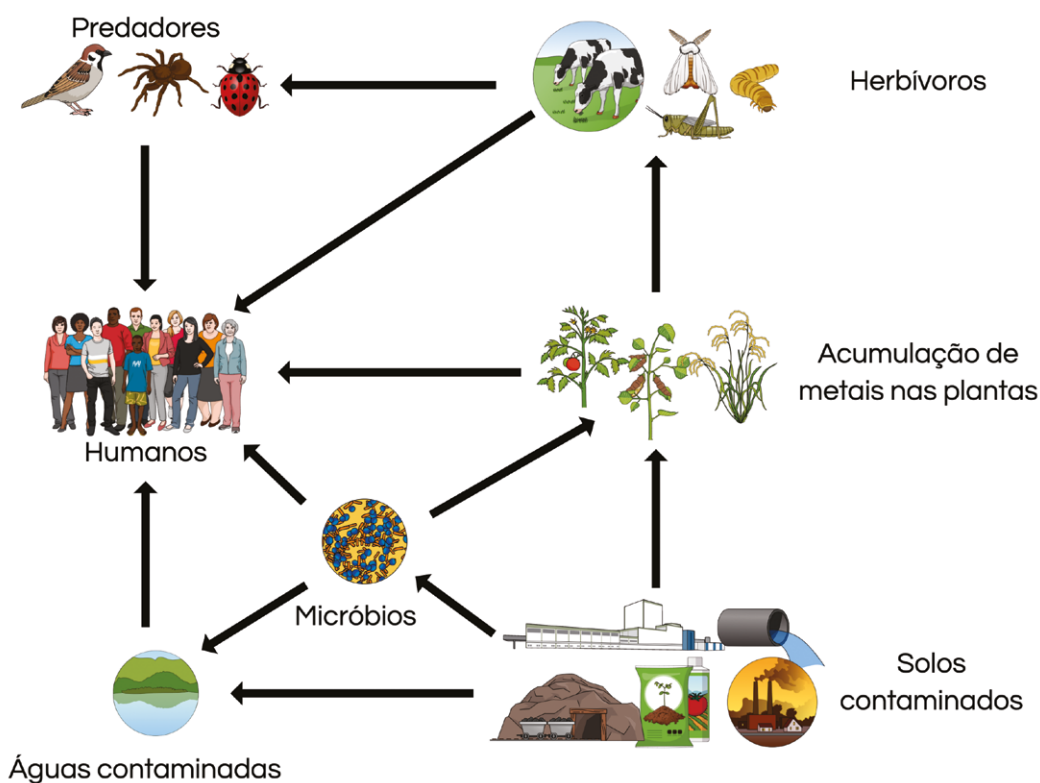 Predadores
Herbívoros
Acumulação de
metais nas plantas
Humanos
Micróbios
Solos
contaminados
Águas contaminadas